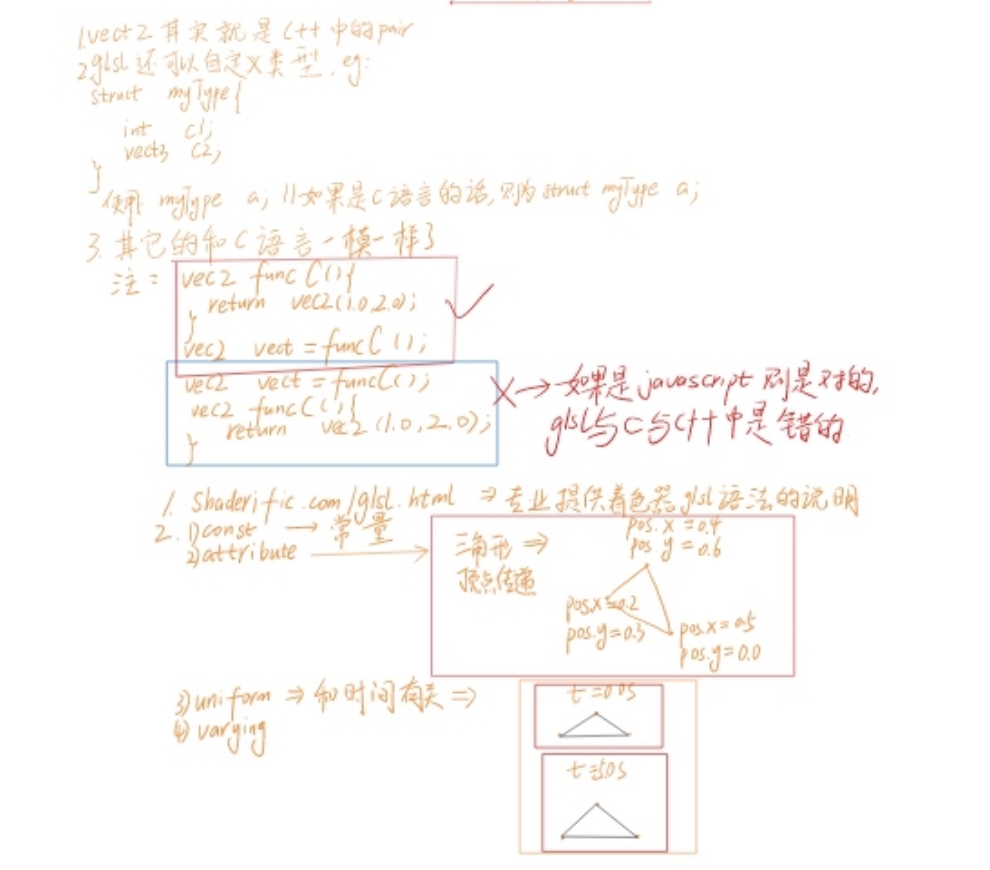 1.vect2 其实就是 C++ 中的pair
2.glsl 还可以自定义类型, eg:
struct myType{
int c1;
vect3 c2;
}
使用: myType a; //如果是C语言的话,则为 struct myType a;
3. 其它的和C语言一模一样了
注:
vec2 funcC(){
return vec2(1.0,2.0);
}
vec2 vect = funcC();
vec2 vect = funcC();
vec2 funcC(){
return vec2(1.0,2.0);
}
X → 如果是javascript 则是对的,
glsl与C与C++中是错的
1. Shaderific.com/glsl.html ⇒ 专业提供着色器glsl语法的说明
2. 1)const → 常量
2)attribute →
三角形 ⇒
顶点传递
pos.x = 0.4
pos.y = 0.6
pos.x=0.2
pos.y=0.3
pos.x=0.5
pos.y=0.0
3)uniform ⇒ 和时间有关 ⇒
4) varying
t=0.0s
t=5.0s